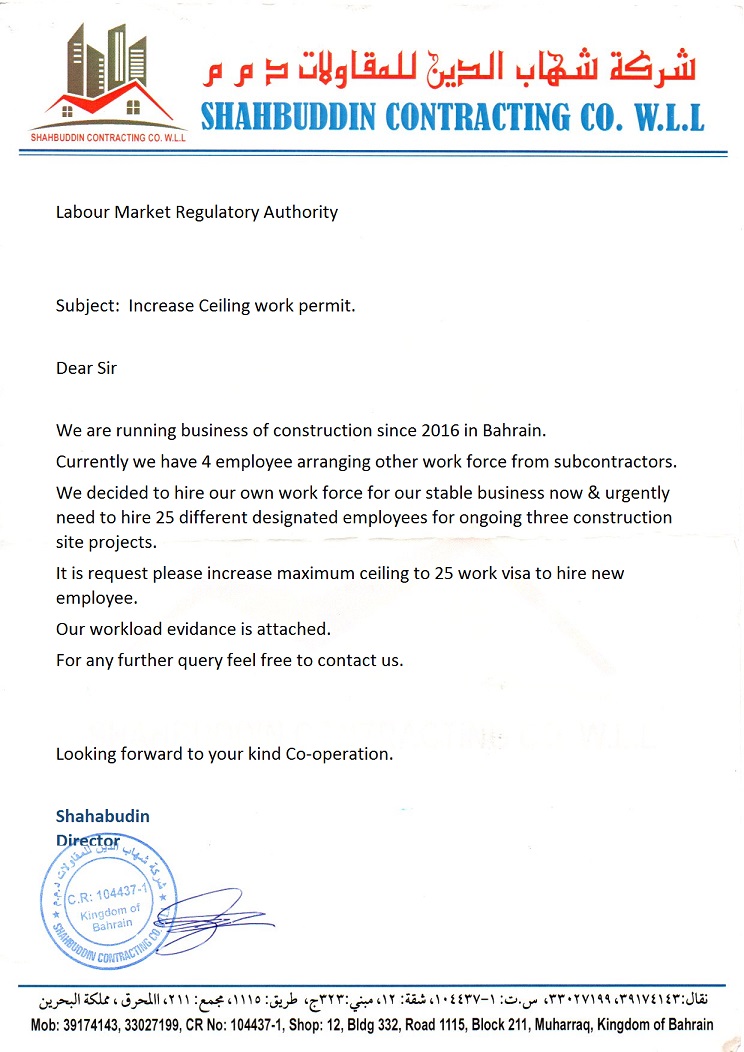 شركة شهاب الدين للمقاولات د م م
SHAHBUDDIN CONTRACTING CO. W.L.L
SHAHBUDDIN CONTRACTING CO. W.L.L
Labour Market Regulatory Authority
Subject:  Increase Ceiling work permit.
Dear Sir
We are running business of construction since 2016 in Bahrain.
Currently we have 4 employee arranging other work force from subcontractors.
We decided to hire our own work force for our stable business now & urgently
need to hire 25 different designated employees for ongoing three construction
site projects.
It is request please increase maximum ceiling to 25 work visa to hire new
employee.
Our workload evidance is attached.
For any further query feel free to contact us.
Looking forward to your kind Co-operation.
Shahabudin
Director
شركة شهاب الدين للمقاولات د.م.م
C.R: 104437-1
Kingdom of
Bahrain
SHAHBUDDIN CONTRACTING CO. W.L.L
نقال: ٣٩١٧٤١٤٣، ٣٣٠٢٧١٩٩، س.ت: ١-١٠٤٤٣٧، شقة: ١٢، مبني: ٣٢٣ج، طريق: ١١١٥، مجمع: ٢١١، االمحرق ، مملكة البحرين
Mob: 39174143, 33027199, CR No: 104437-1, Shop: 12, Bldg 332, Road 1115, Block 211, Muharraq, Kingdom of Bahrain